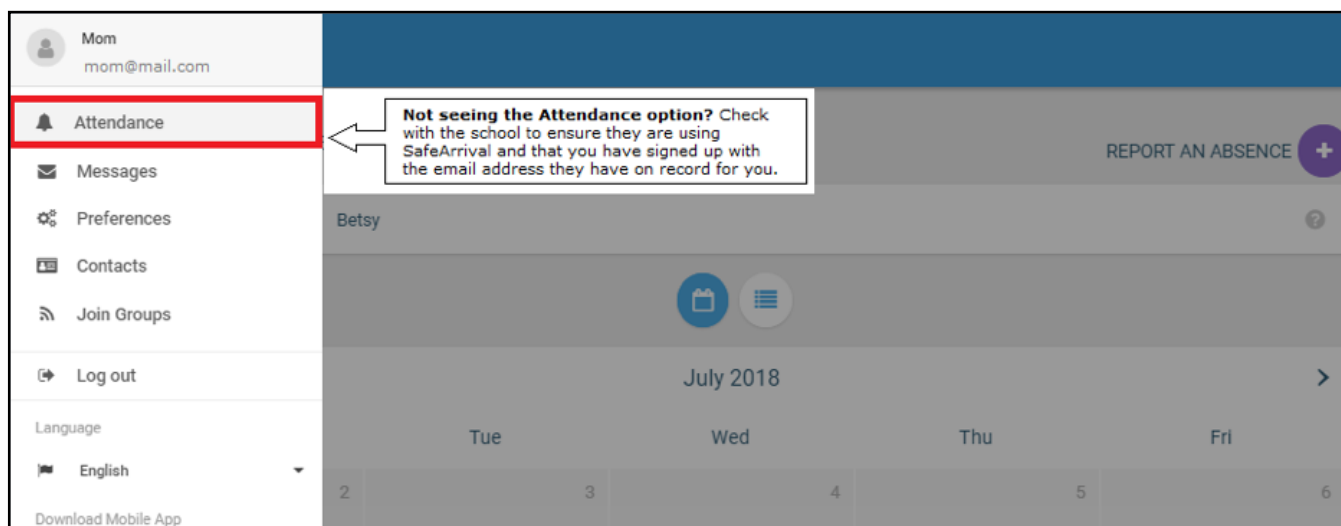 Mom
mom@mail.com
Attendance
Not seeing the Attendance option? Check
with the school to ensure they are using
SafeArrival and that you have signed up with
the email address they have on record for you.
REPORT AN ABSENCE
Messages
Preferences
Betsy
Contacts
Join Groups
Log out
July 2018
Language
Tue Wed Thu Fri
English
2 3 4 5 6
Download Mobile App